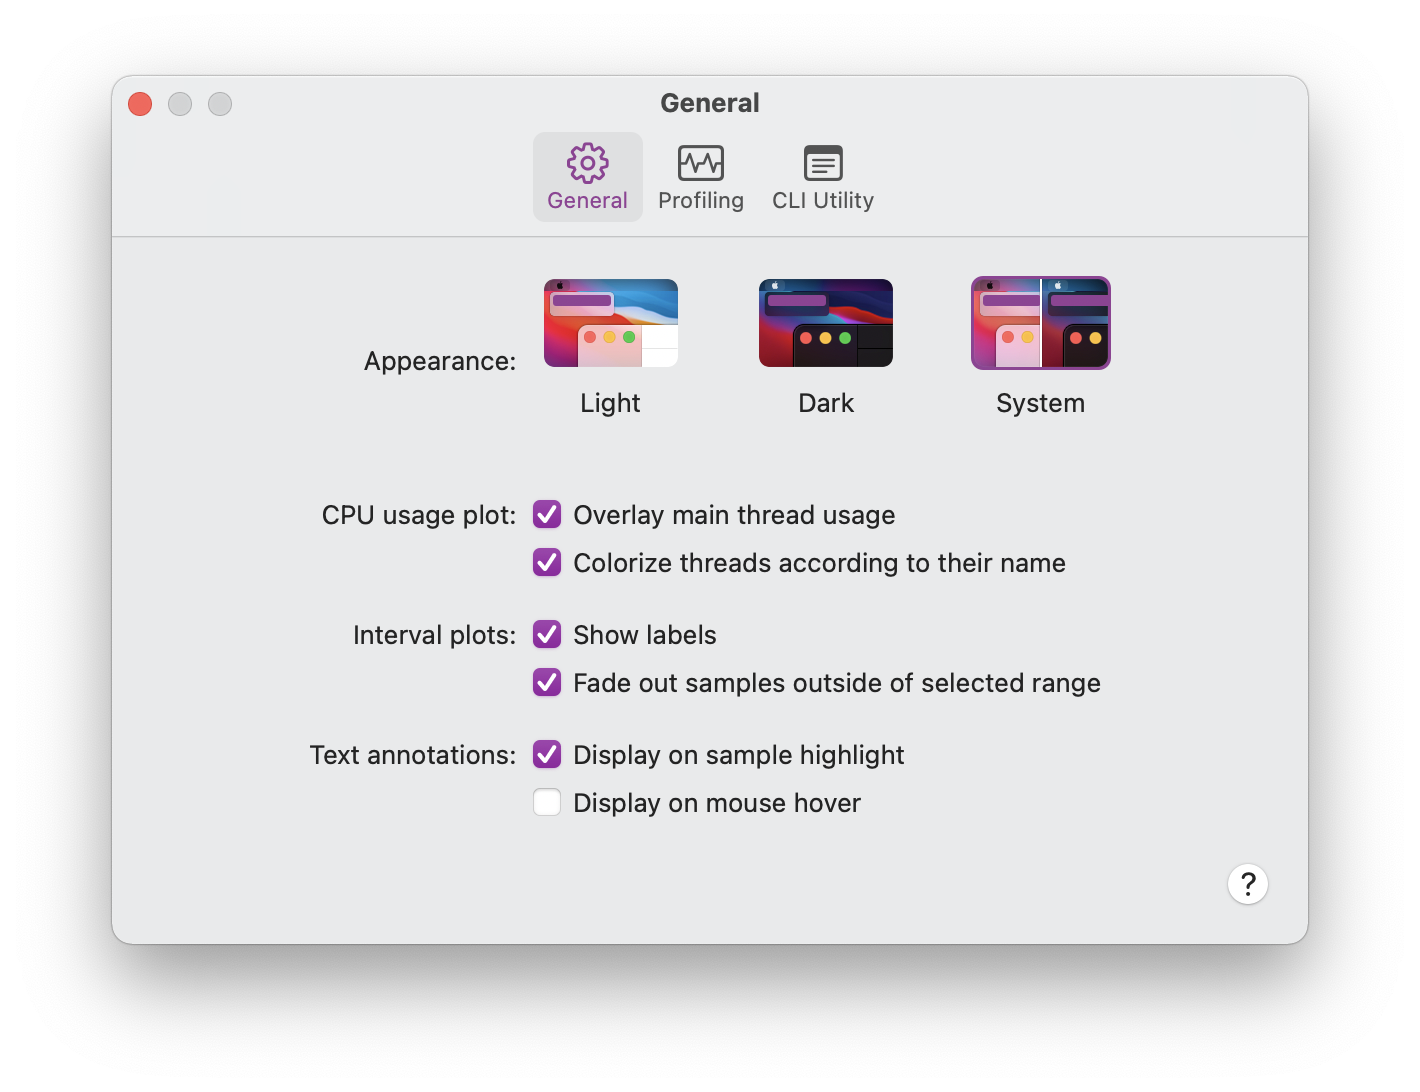 General
General
Profiling
CLI Utility
Appearance:
Light
Dark
System
CPU usage plot:
Overlay main thread usage
Colorize threads according to their name
Interval plots:
Show labels
Fade out samples outside of selected range
Text annotations:
Display on sample highlight
Display on mouse hover
?